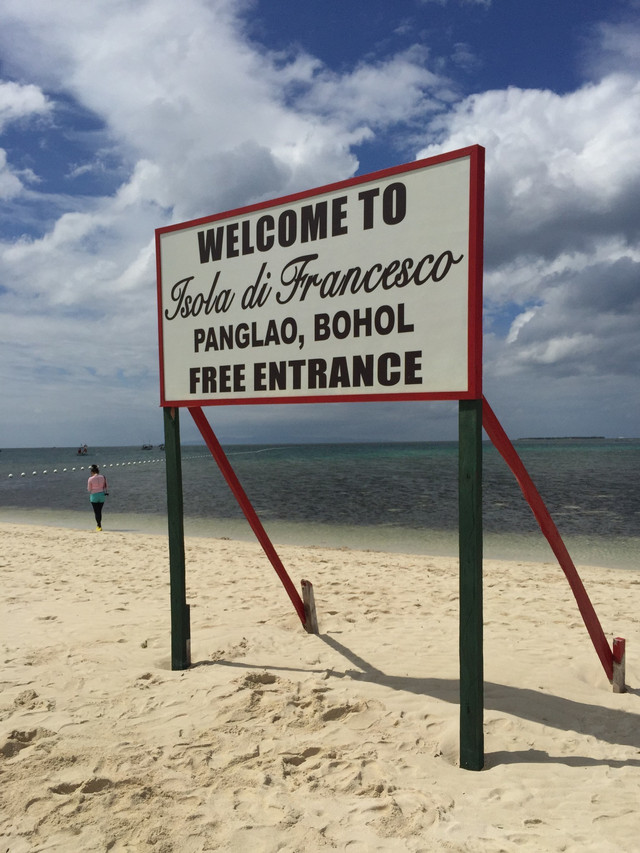 WELCOME TO
Isola di Francesco
PANGLAO, BOHOL
FREE ENTRANCE